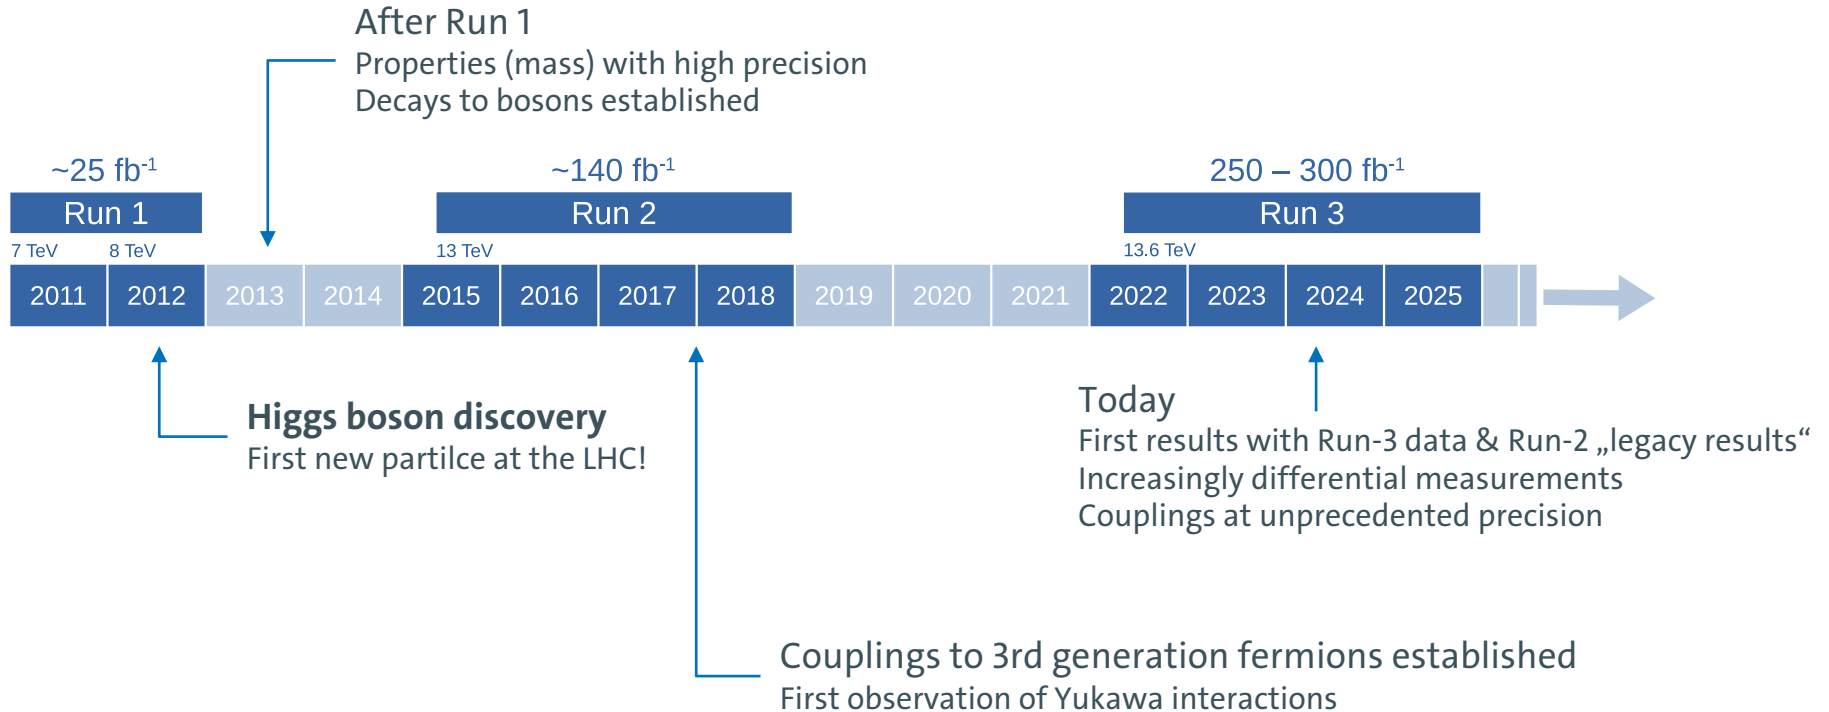 After Run 1
Properties (mass) with high precision
Decays to bosons established
~25 fb⁻¹
~140 fb⁻¹
250 – 300 fb⁻¹
Run 1
Run 2
Run 3
7 TeV
8 TeV
13 TeV
13.6 TeV
2011 2012 2013 2014 2015 2016 2017 2018 2019 2020 2021 2022 2023 2024 2025
Higgs boson discovery
First new partilce at the LHC!
Today
First results with Run-3 data & Run-2 „legacy results“
Increasingly differential measurements
Couplings at unprecedented precision
Couplings to 3rd generation fermions established
First observation of Yukawa interactions